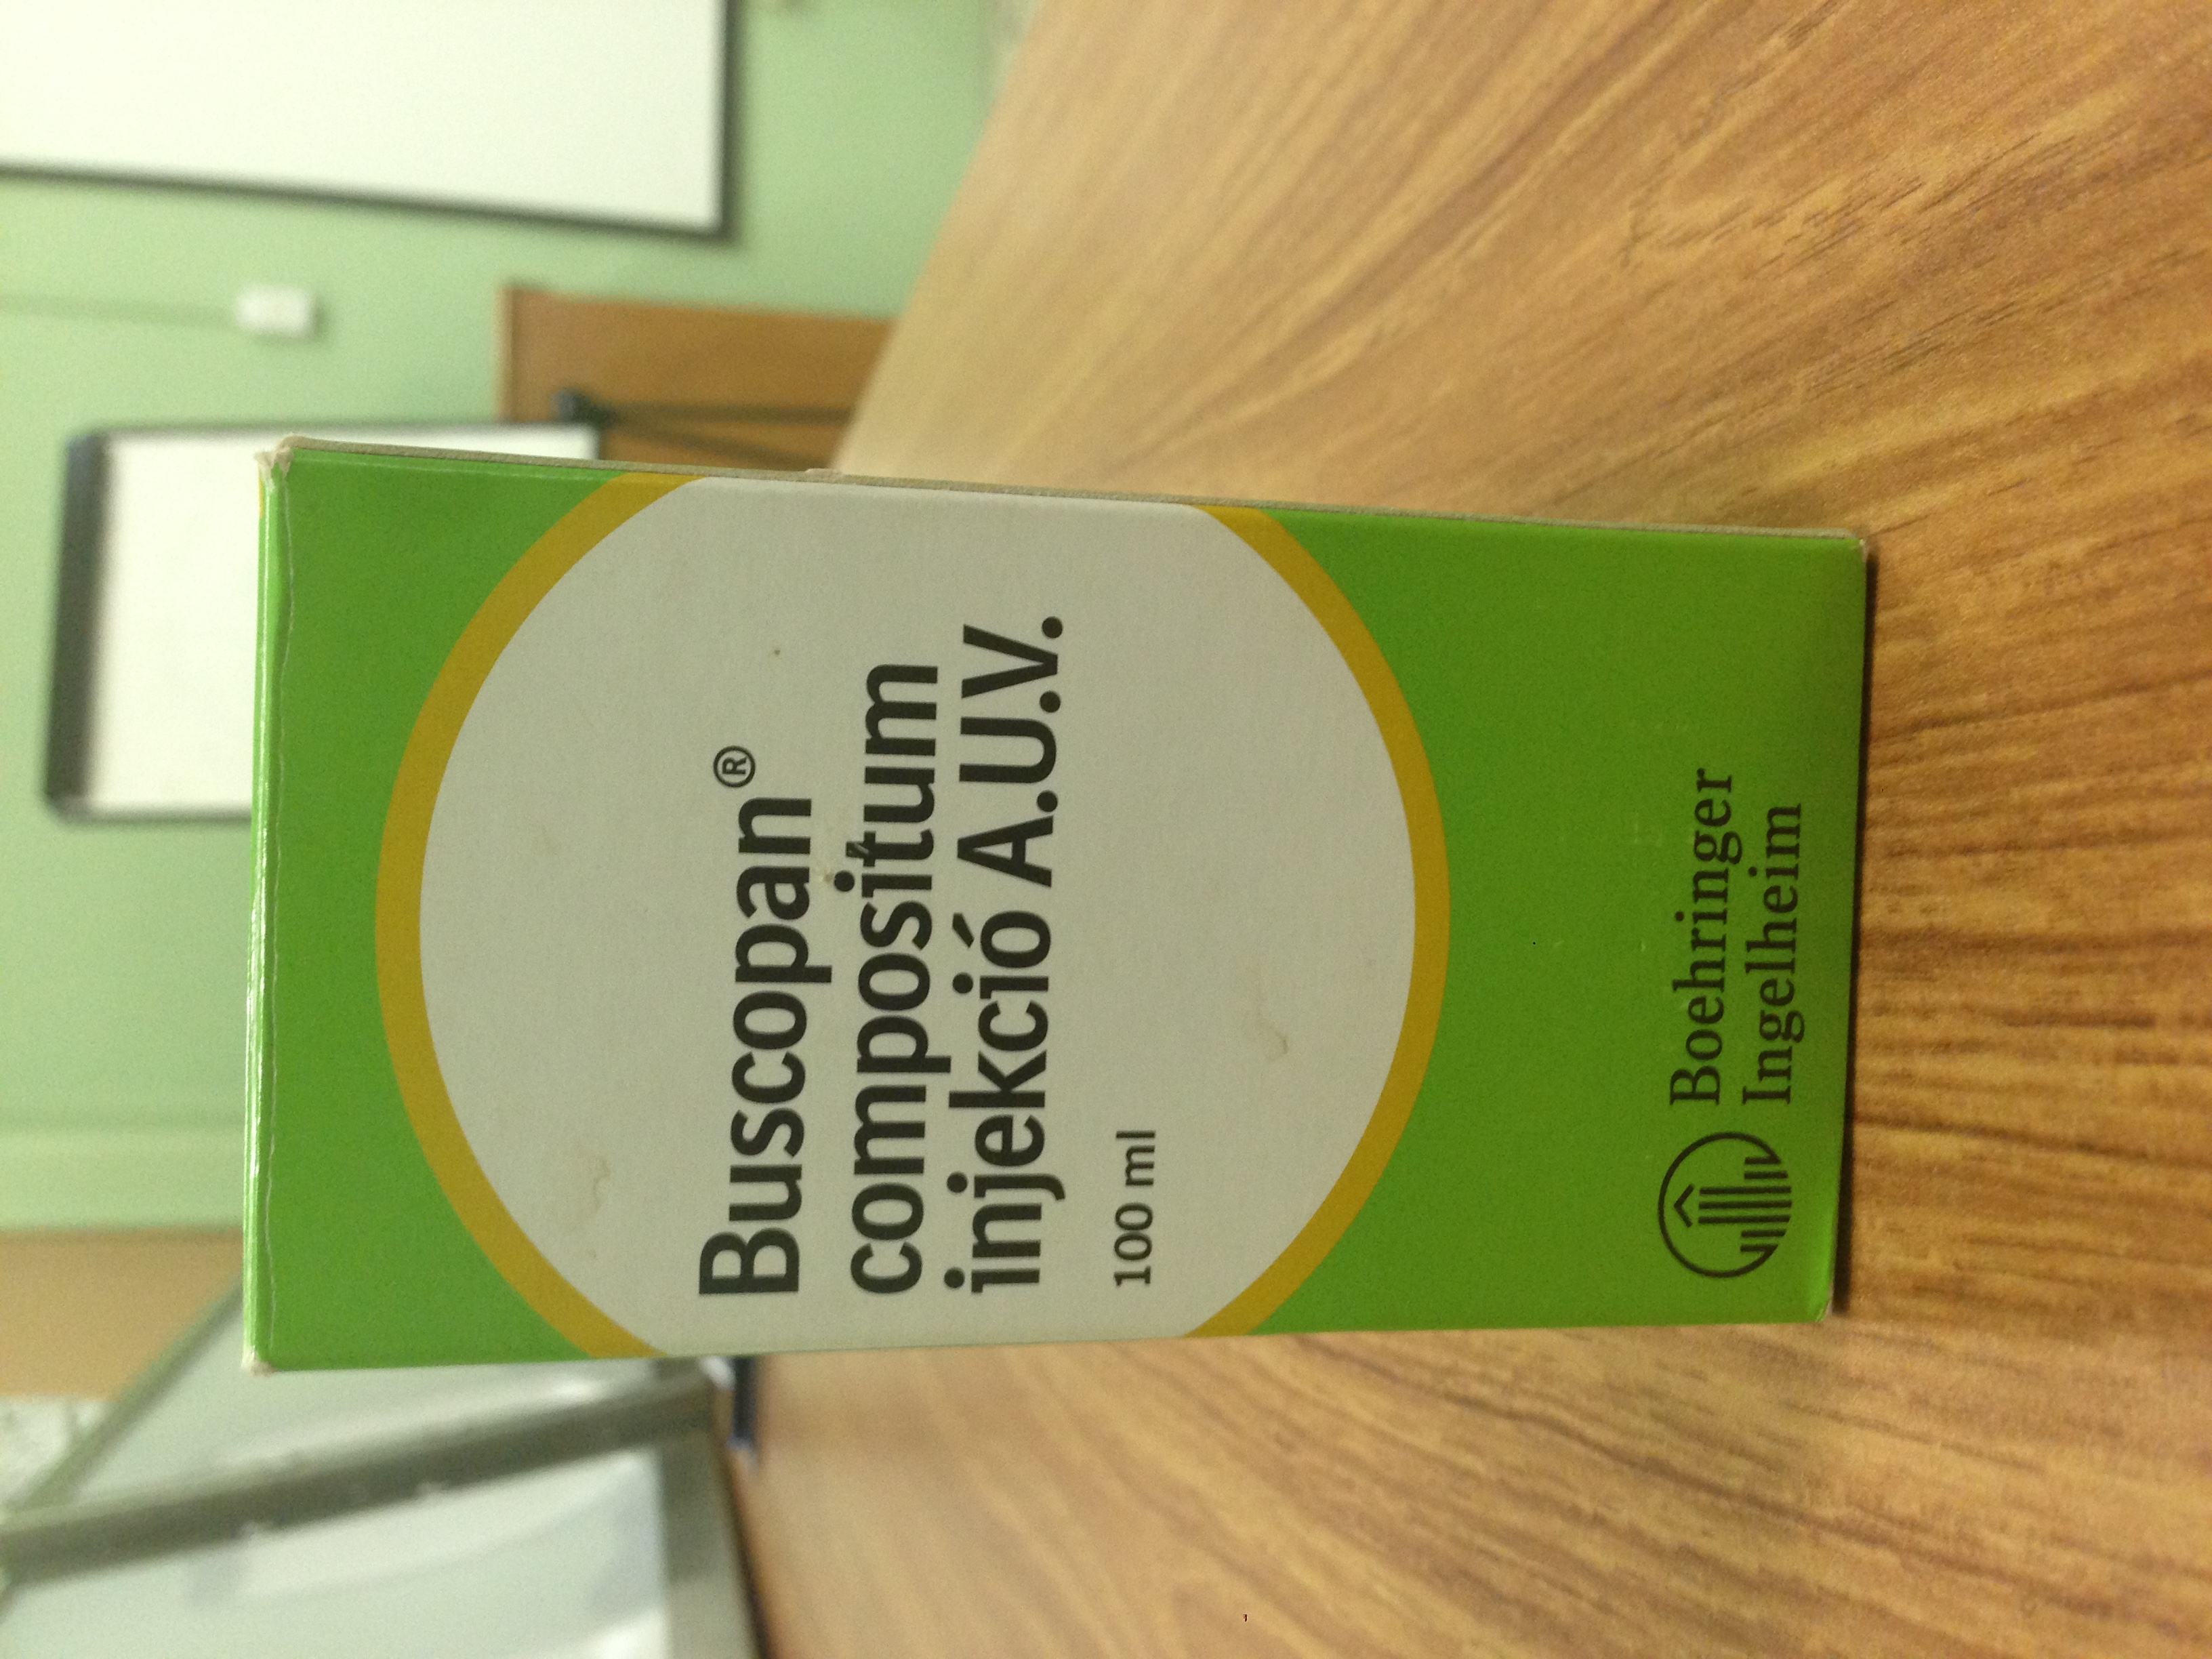 Buscopan®
compositum
injekció A.U.V.
100 ml
Boehringer
Ingelheim